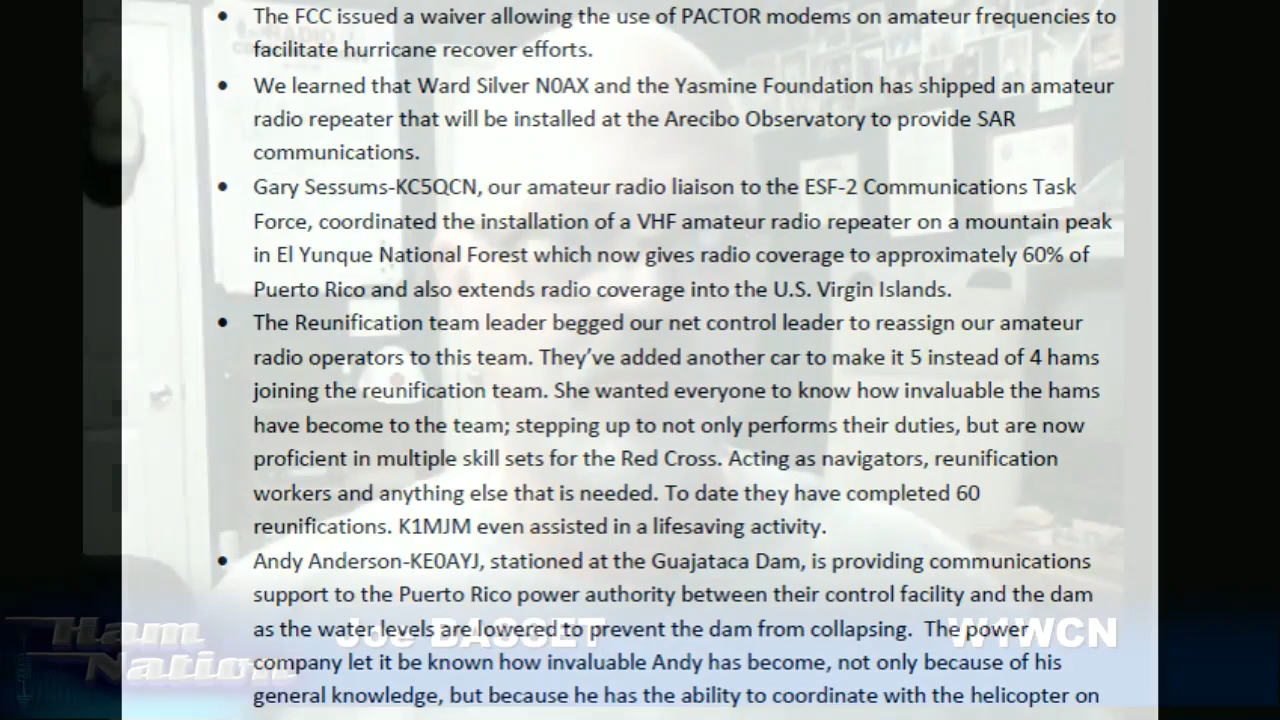 The FCC issued a waiver allowing the use of PACTOR modems on amateur frequencies to
facilitate hurricane recover efforts.
We learned that Ward Silver N0AX and the Yasmine Foundation has shipped an amateur
radio repeater that will be installed at the Arecibo Observatory to provide SAR
communications.
Gary Sessums-KC5QCN, our amateur radio liaison to the ESF-2 Communications Task
Force, coordinated the installation of a VHF amateur radio repeater on a mountain peak
in El Yunque National Forest which now gives radio coverage to approximately 60% of
Puerto Rico and also extends radio coverage into the U.S. Virgin Islands.
The Reunification team leader begged our net control leader to reassign our amateur
radio operators to this team. They’ve added another car to make it 5 instead of 4 hams
joining the reunification team. She wanted everyone to know how invaluable the hams
have become to the team; stepping up to not only performs their duties, but are now
proficient in multiple skill sets for the Red Cross. Acting as navigators, reunification
workers and anything else that is needed. To date they have completed 60
reunifications. K1MJM even assisted in a lifesaving activity.
Andy Anderson-KE0AYJ, stationed at the Guajataca Dam, is providing communications
support to the Puerto Rico power authority between their control facility and the dam
as the water levels are lowered to prevent the dam from collapsing. The power
company let it be known how invaluable Andy has become, not only because of his
general knowledge, but because he has the ability to coordinate with the helicopter on
Ham
Nation
Joe BASSET
W1WCN